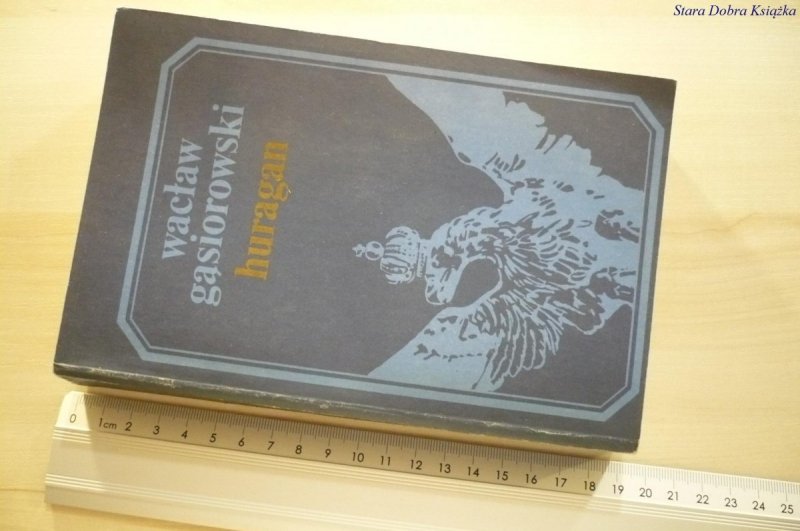 Stara Dobra Książka
wacław
gąsiorowski
huragan
0 1cm 2 3 4 5 6 7 8 9 10 11 12 13 14 15 16 17 18 19 20 21 22 23 24 25